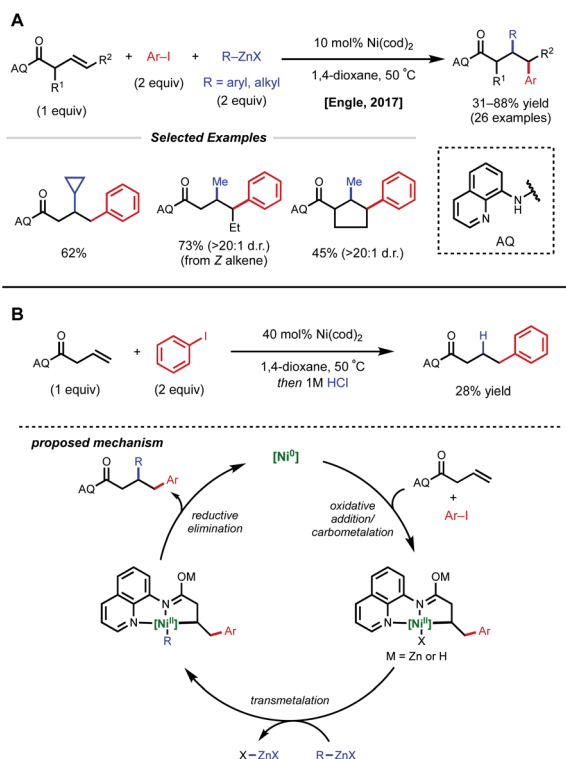 A
O
AQ
R²
R¹
(1 equiv)
+
Ar–I
(2 equiv)
+
R–ZnX
R = aryl, alkyl
(2 equiv)
10 mol% Ni(cod)₂
1,4-dioxane, 50 ˚C
[Engle, 2017]
O
R
AQ
R²
R¹
Ar
31–88% yield
(26 examples)
Selected Examples
O
AQ
62%
O
Me
AQ
Et
73% (>20:1 d.r.)
(from Z alkene)
O
Me
AQ
45% (>20:1 d.r.)
N
N
H
AQ
B
O
AQ
(1 equiv)
+
I
(2 equiv)
40 mol% Ni(cod)₂
1,4-dioxane, 50 ˚C
then 1M HCl
O
H
AQ
28% yield
proposed mechanism
[Ni⁰]
O
R
AQ
Ar
reductive
elimination
oxidative
addition/
carbometalation
O
AQ
+
Ar–I
OM
N
N
[Niᴵᴵ]
R
Ar
OM
N
N
[Niᴵᴵ]
X
Ar
M = Zn or H
transmetalation
X–ZnX
R–ZnX